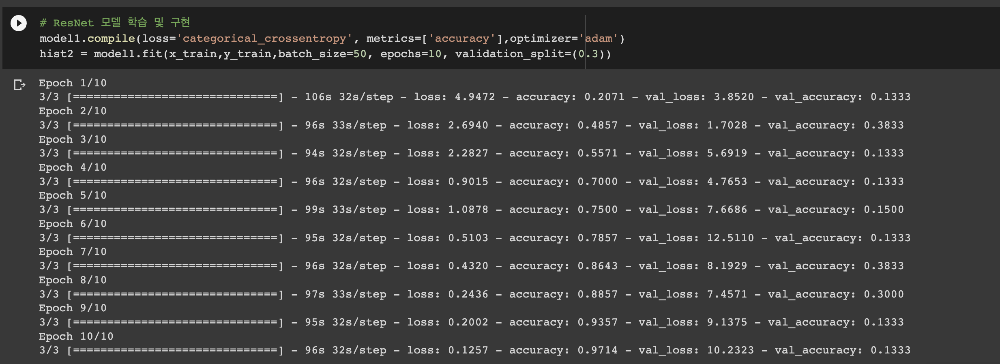 # ResNet 모델 학습 및 구현
model1.compile(loss='categorical_crossentropy', metrics=['accuracy'],optimizer='adam')
hist2 = model1.fit(x_train,y_train,batch_size=50, epochs=10, validation_split=(0.3))
Epoch 1/10
3/3 [==============================] - 106s 32s/step - loss: 4.9472 - accuracy: 0.2071 - val_loss: 3.8520 - val_accuracy: 0.1333
Epoch 2/10
3/3 [==============================] - 96s 33s/step - loss: 2.6940 - accuracy: 0.4857 - val_loss: 1.7028 - val_accuracy: 0.3833
Epoch 3/10
3/3 [==============================] - 94s 32s/step - loss: 2.2827 - accuracy: 0.5571 - val_loss: 5.6919 - val_accuracy: 0.1333
Epoch 4/10
3/3 [==============================] - 96s 32s/step - loss: 0.9015 - accuracy: 0.7000 - val_loss: 4.7653 - val_accuracy: 0.1333
Epoch 5/10
3/3 [==============================] - 99s 33s/step - loss: 1.0878 - accuracy: 0.7500 - val_loss: 7.6686 - val_accuracy: 0.1500
Epoch 6/10
3/3 [==============================] - 95s 32s/step - loss: 0.5103 - accuracy: 0.7857 - val_loss: 12.5110 - val_accuracy: 0.1333
Epoch 7/10
3/3 [==============================] - 96s 32s/step - loss: 0.4320 - accuracy: 0.8643 - val_loss: 8.1929 - val_accuracy: 0.3833
Epoch 8/10
3/3 [==============================] - 97s 33s/step - loss: 0.2436 - accuracy: 0.8857 - val_loss: 7.4571 - val_accuracy: 0.3000
Epoch 9/10
3/3 [==============================] - 95s 32s/step - loss: 0.2002 - accuracy: 0.9357 - val_loss: 9.1375 - val_accuracy: 0.1333
Epoch 10/10
3/3 [==============================] - 96s 32s/step - loss: 0.1257 - accuracy: 0.9714 - val_loss: 10.2323 - val_accuracy: 0.1333